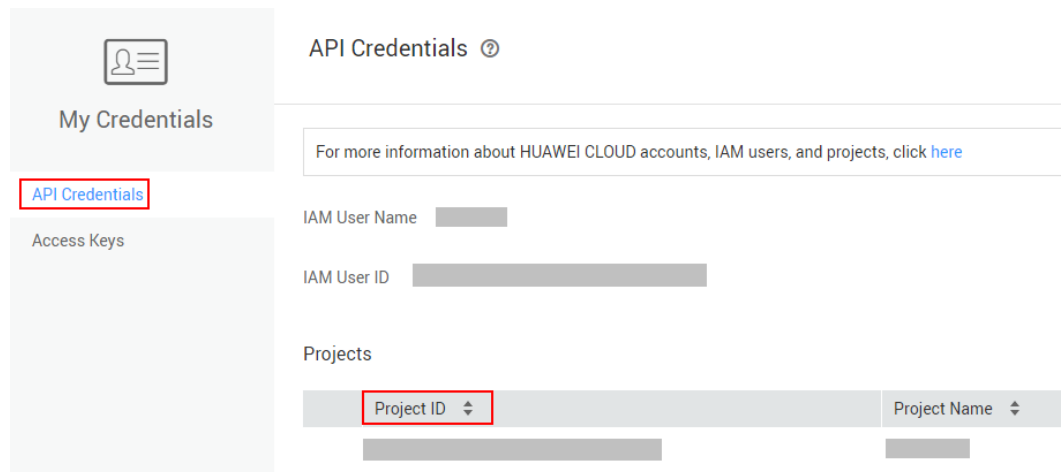 API Credentials
My Credentials
For more information about HUAWEI CLOUD accounts, IAM users, and projects, click here
API Credentials
IAM User Name
Access Keys
IAM User ID
Projects
Project ID
Project Name